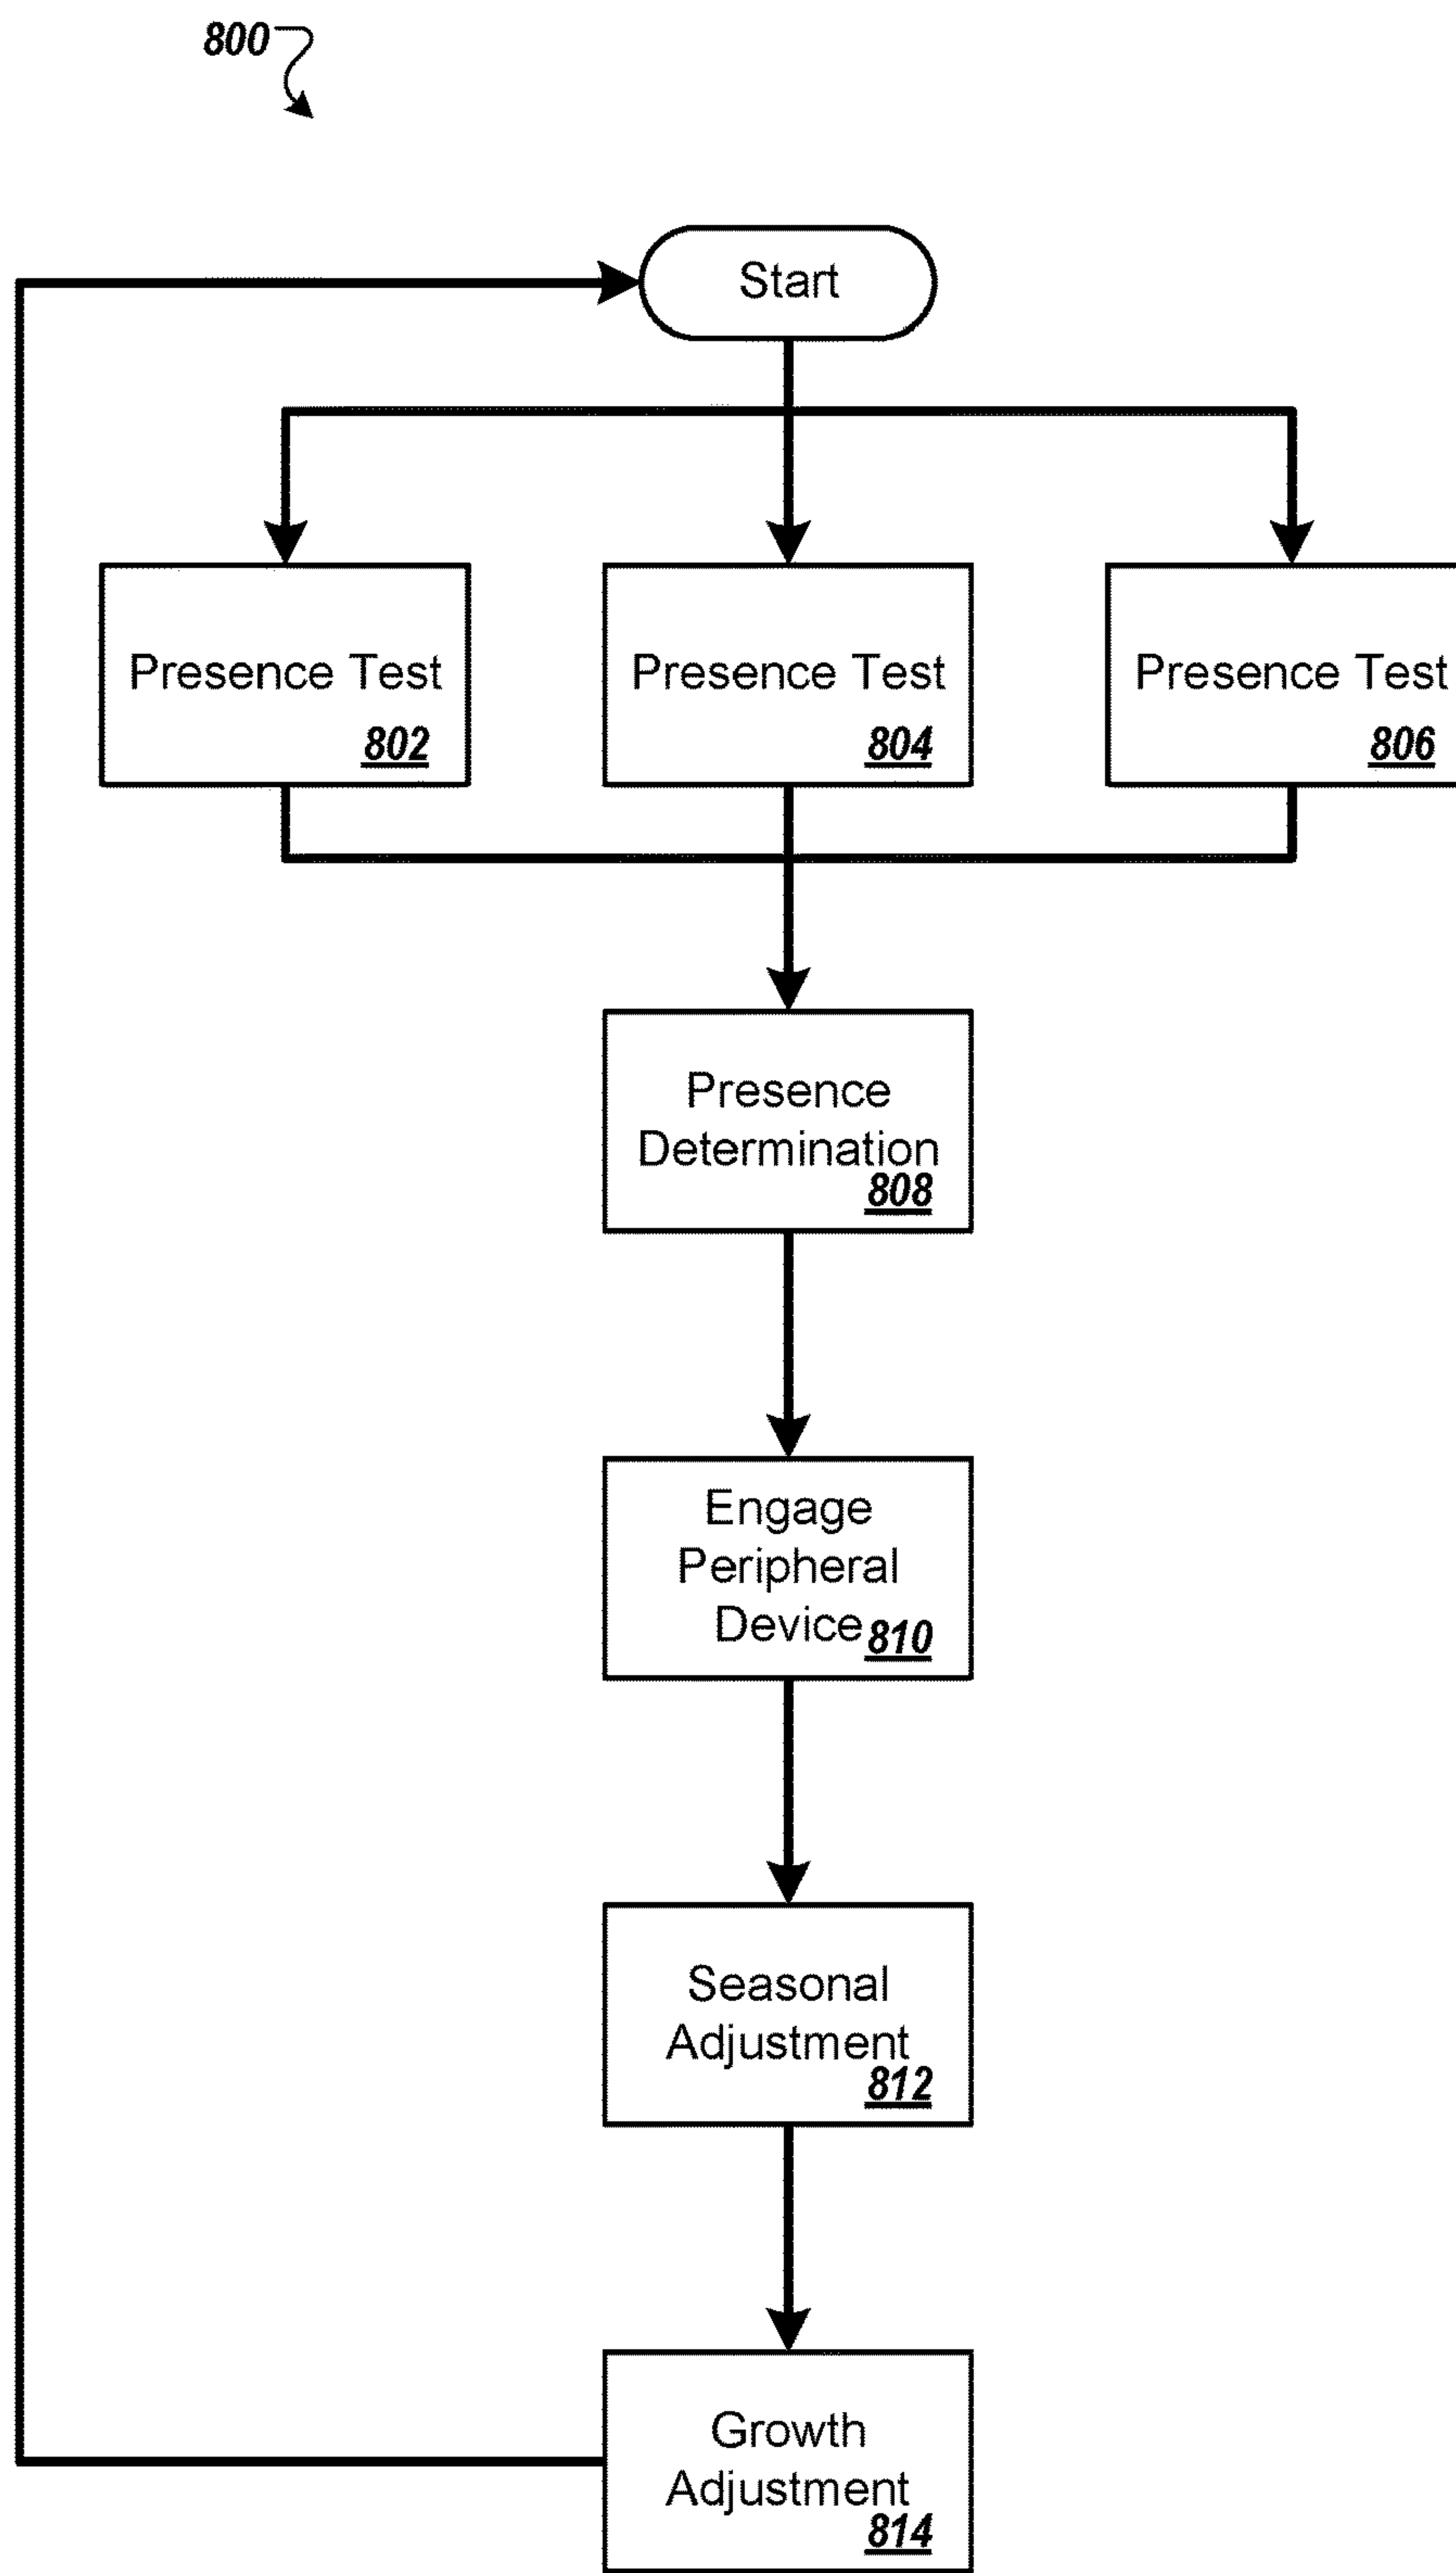 800
Start
Presence Test
802
Presence Test
804
Presence Test
806
Presence
Determination
808
Engage
Peripheral
Device
810
Seasonal
Adjustment
812
Growth
Adjustment
814